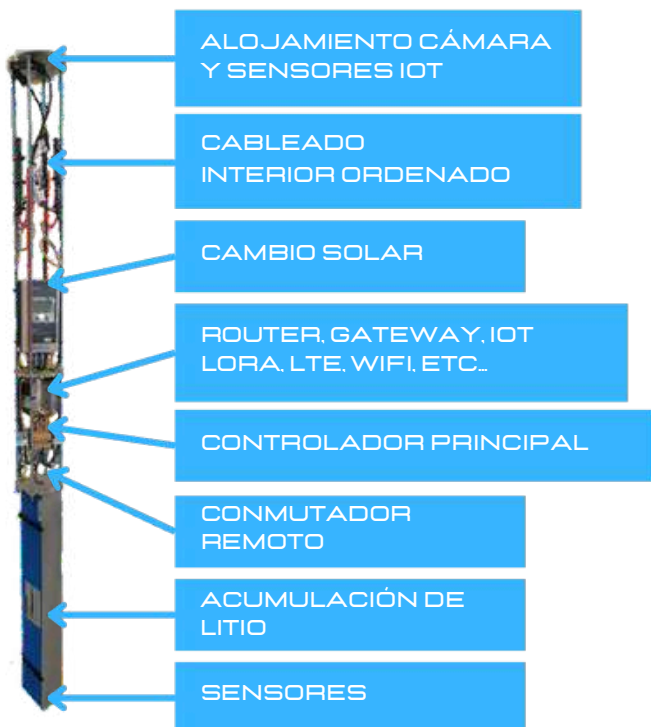 ALOJAMIENTO CÁMARA
Y SENSORES IOT
CABLEADO
INTERIOR ORDENADO
CAMBIO SOLAR
ROUTER, GATEWAY, IOT
LORA, LTE, WIFI, ETC...
CONTROLADOR PRINCIPAL
CONMUTADOR
REMOTO
ACUMULACIÓN DE
LITIO
SENSORES